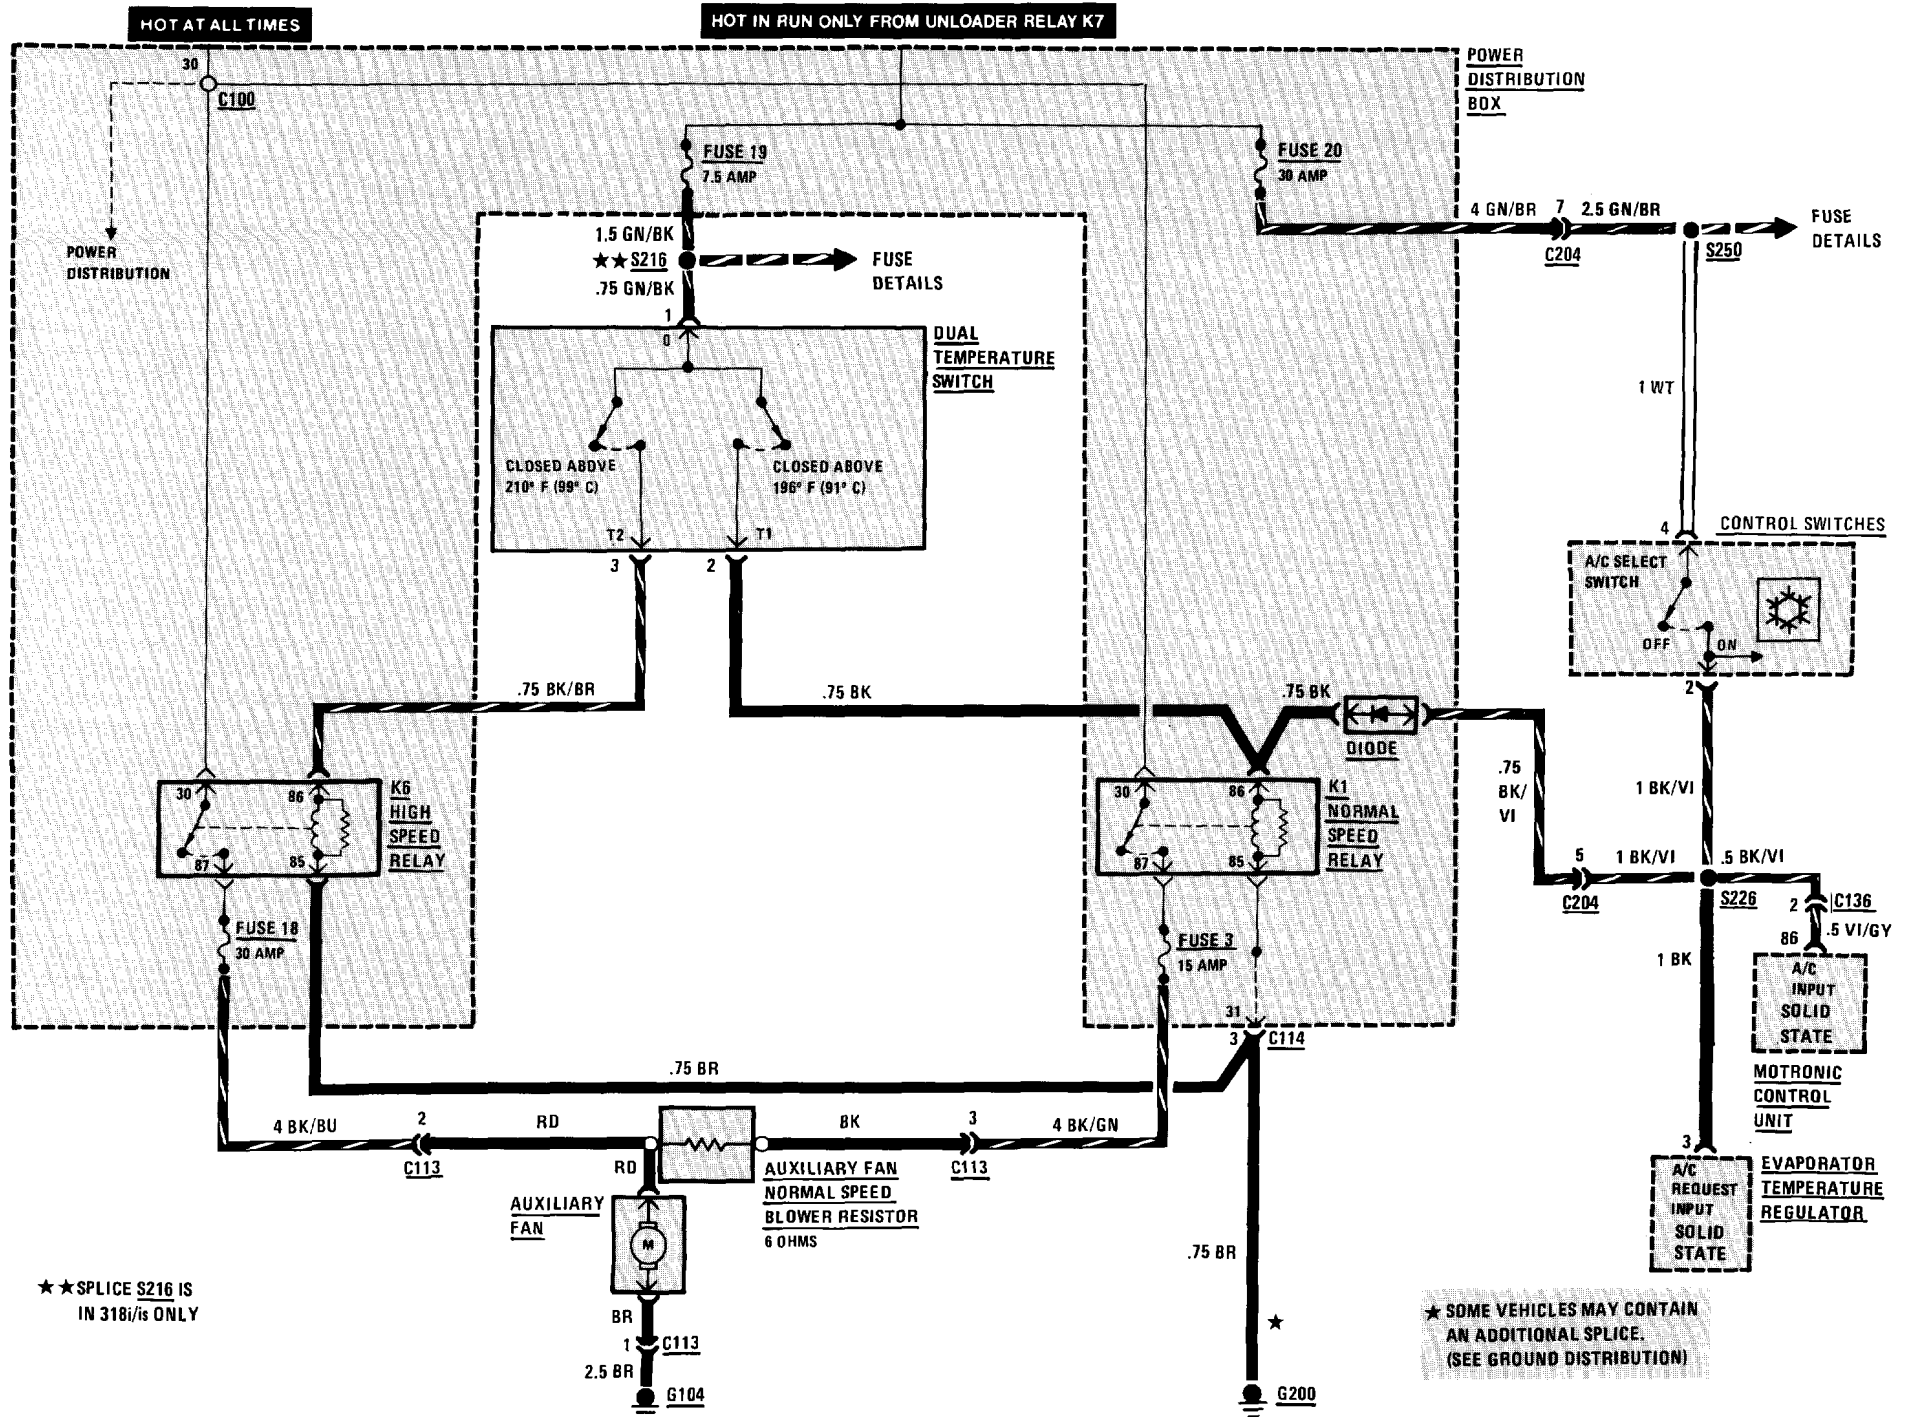 HOT AT ALL TIMES
HOT IN RUN ONLY FROM UNLOADER RELAY K7
30
C100
POWER
DISTRIBUTION
BOX
FUSE 19
7.5 AMP
FUSE 20
30 AMP
4 GN/BR
7
2.5 GN/BR
C204
S250
FUSE
DETAILS
POWER
DISTRIBUTION
1.5 GN/BK
★★S216
.75 GN/BK
FUSE
DETAILS
1
0
DUAL
TEMPERATURE
SWITCH
1 WT
CLOSED ABOVE
210° F (99° C)
CLOSED ABOVE
196° F (91° C)
T2
T1
3
2
4
CONTROL SWITCHES
A/C SELECT
SWITCH
OFF
ON
2
.75 BK/BR
.75 BK
.75 BK
DIODE
.75
BK/
VI
1 BK/VI
30
86
87
85
K6
HIGH
SPEED
RELAY
30
86
87
85
K1
NORMAL
SPEED
RELAY
5
1 BK/VI
.5 BK/VI
C204
S226
2
C136
.5 VI/GY
86
FUSE 18
30 AMP
FUSE 3
15 AMP
1 BK
A/C
INPUT
SOLID
STATE
31
3
C114
MOTRONIC
CONTROL
UNIT
.75 BR
4 BK/BU
2
RD
BK
3
4 BK/GN
C113
RD
C113
AUXILIARY FAN
NORMAL SPEED
BLOWER RESISTOR
6 OHMS
AUXILIARY
FAN
M
3
A/C
REQUEST
INPUT
SOLID
STATE
EVAPORATOR
TEMPERATURE
REGULATOR
.75 BR
★★SPLICE S216 IS
IN 318i/is ONLY
BR
1
C113
2.5 BR
G104
★
G200
★ SOME VEHICLES MAY CONTAIN
AN ADDITIONAL SPLICE.
(SEE GROUND DISTRIBUTION)